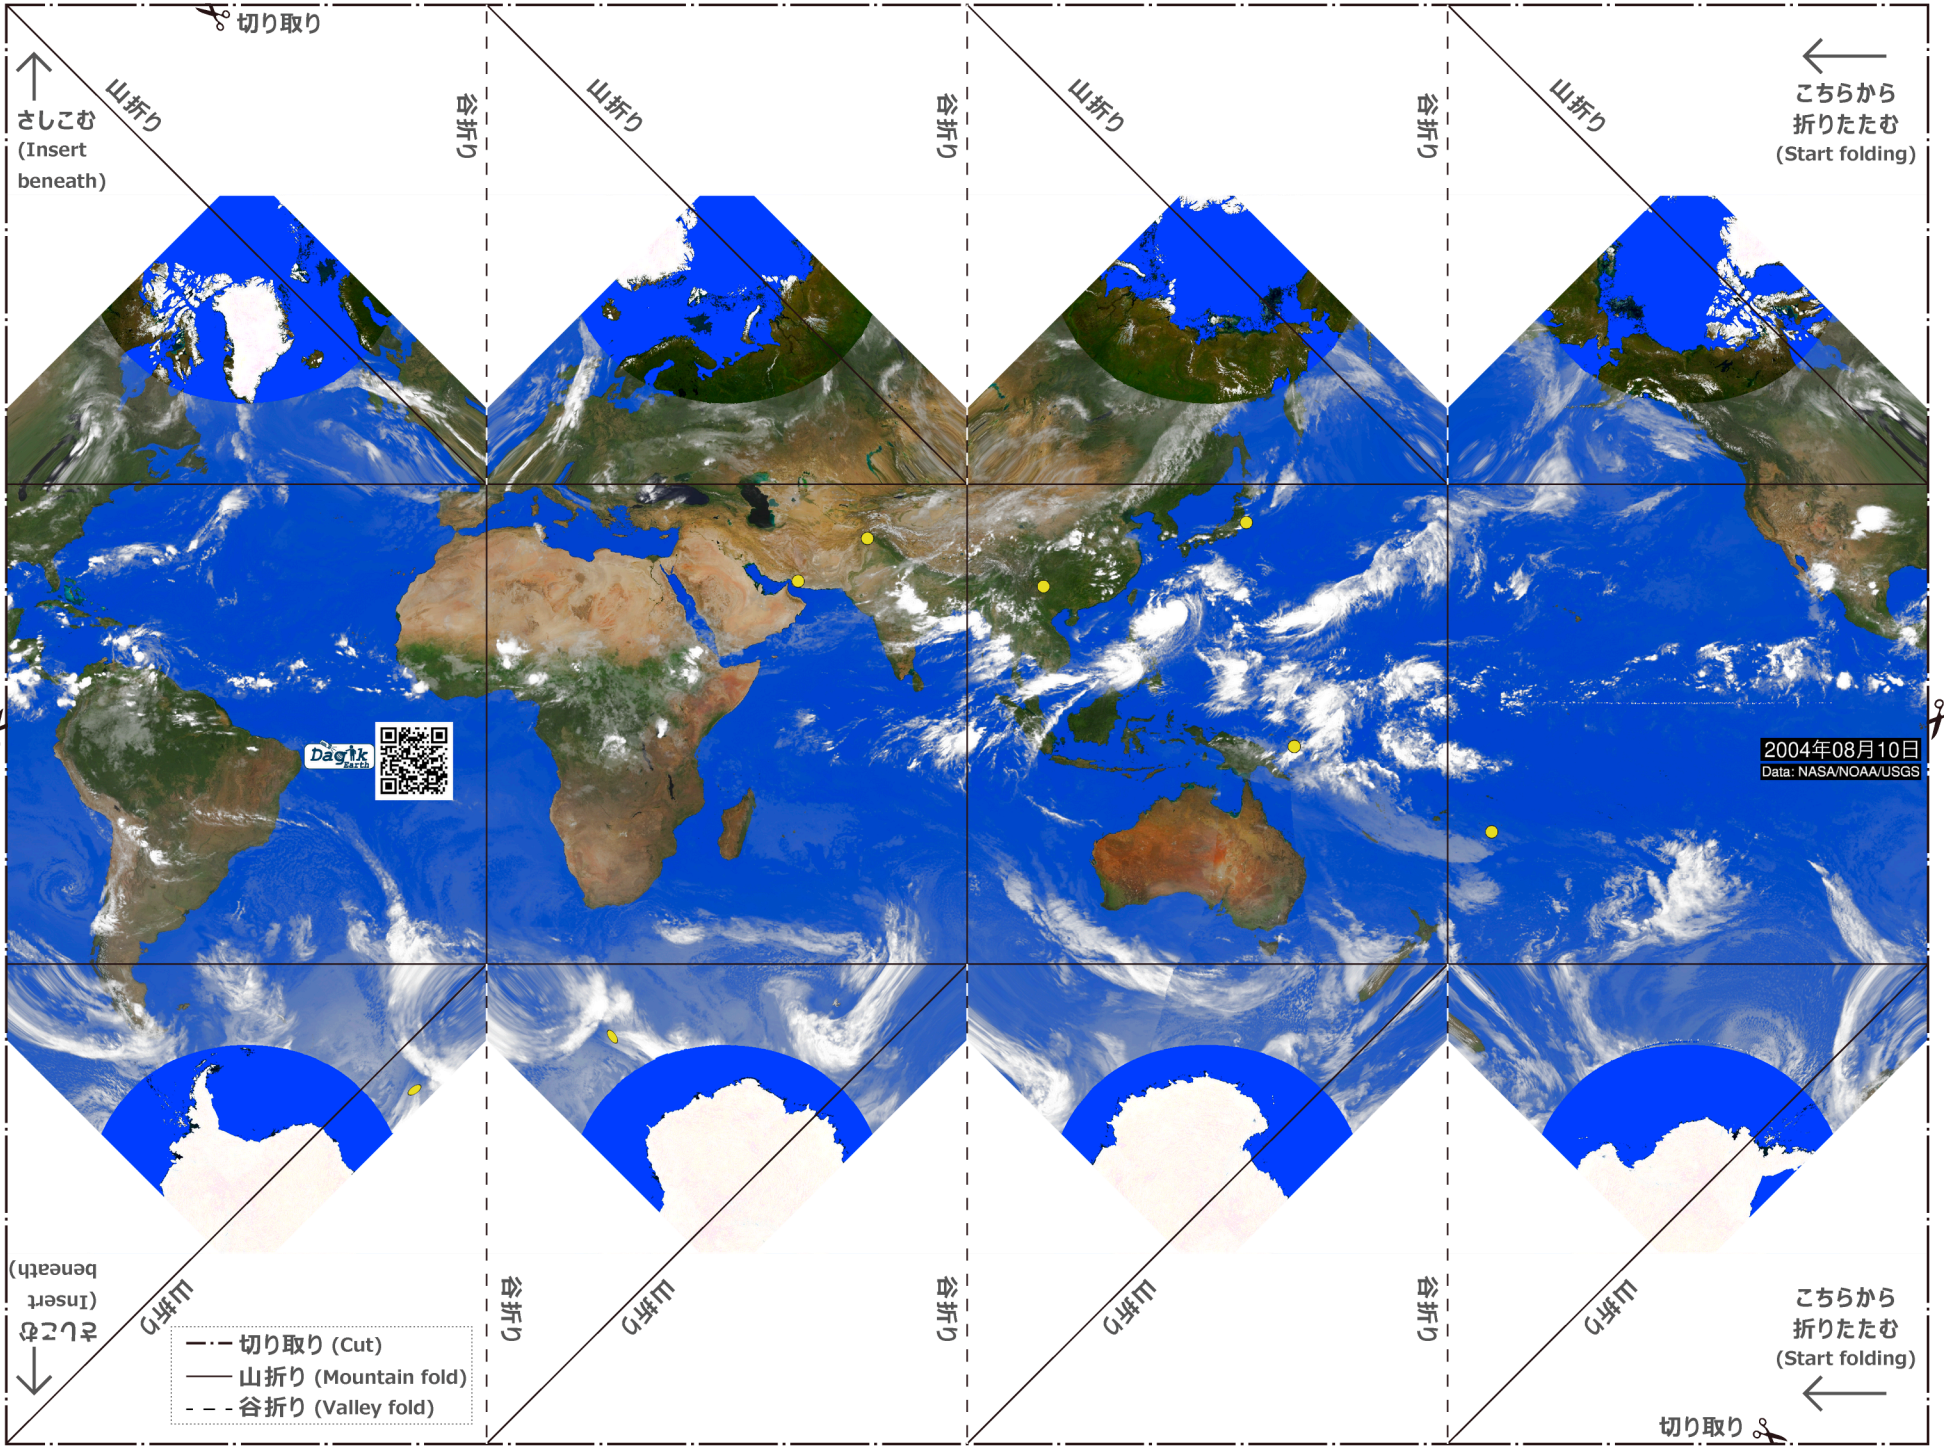 切り取り
山折り
谷折り
山折り
谷折り
山折り
谷折り
山折り
さしこむ
(Insert
beneath)
こちらから
折りたたむ
(Start folding)
Dagik
Earth
2004年08月10日
Data: NASA/NOAA/USGS
さしこむ
(Insert
beneath)
山折り
谷折り
山折り
谷折り
山折り
谷折り
山折り
こちらから
折りたたむ
(Start folding)
切り取り (Cut)
山折り (Mountain fold)
谷折り (Valley fold)
切り取り